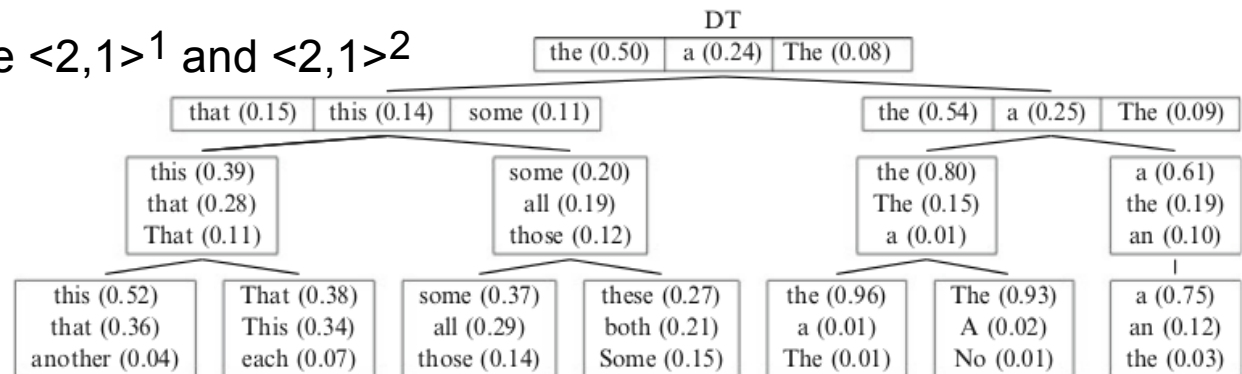 e <2,1>1 and <2,1>2
DT
the (0.50) a (0.24) The (0.08)
that (0.15) this (0.14) some (0.11)
the (0.54) a (0.25) The (0.09)
this (0.39)
that (0.28)
That (0.11)
some (0.20)
all (0.19)
those (0.12)
the (0.80)
The (0.15)
a (0.01)
a (0.61)
the (0.19)
an (0.10)
this (0.52)
that (0.36)
another (0.04)
That (0.38)
This (0.34)
each (0.07)
some (0.37)
all (0.29)
those (0.14)
these (0.27)
both (0.21)
Some (0.15)
the (0.96)
a (0.01)
The (0.01)
The (0.93)
A (0.02)
No (0.01)
a (0.75)
an (0.12)
the (0.03)